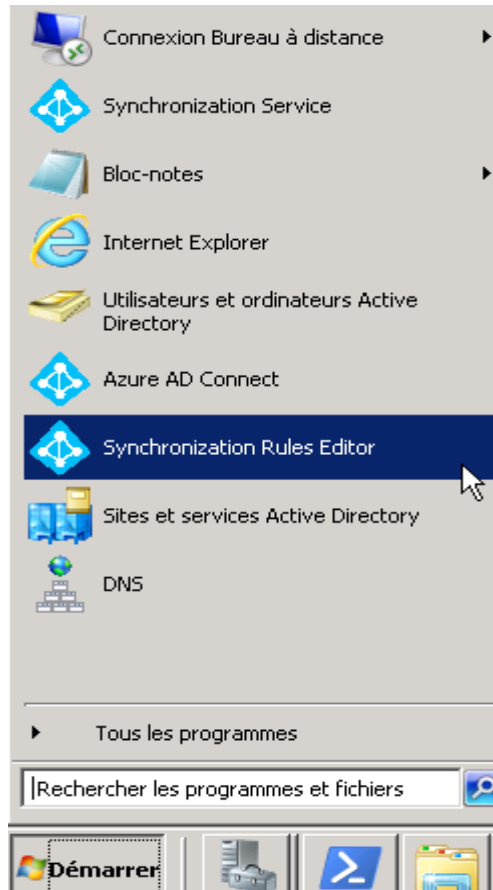 Connexion Bureau à distance
Synchronization Service
Bloc-notes
Internet Explorer
Utilisateurs et ordinateurs Active
Directory
Azure AD Connect
Synchronization Rules Editor
Sites et services Active Directory
DNS
Tous les programmes
Rechercher les programmes et fichiers
Démarrer